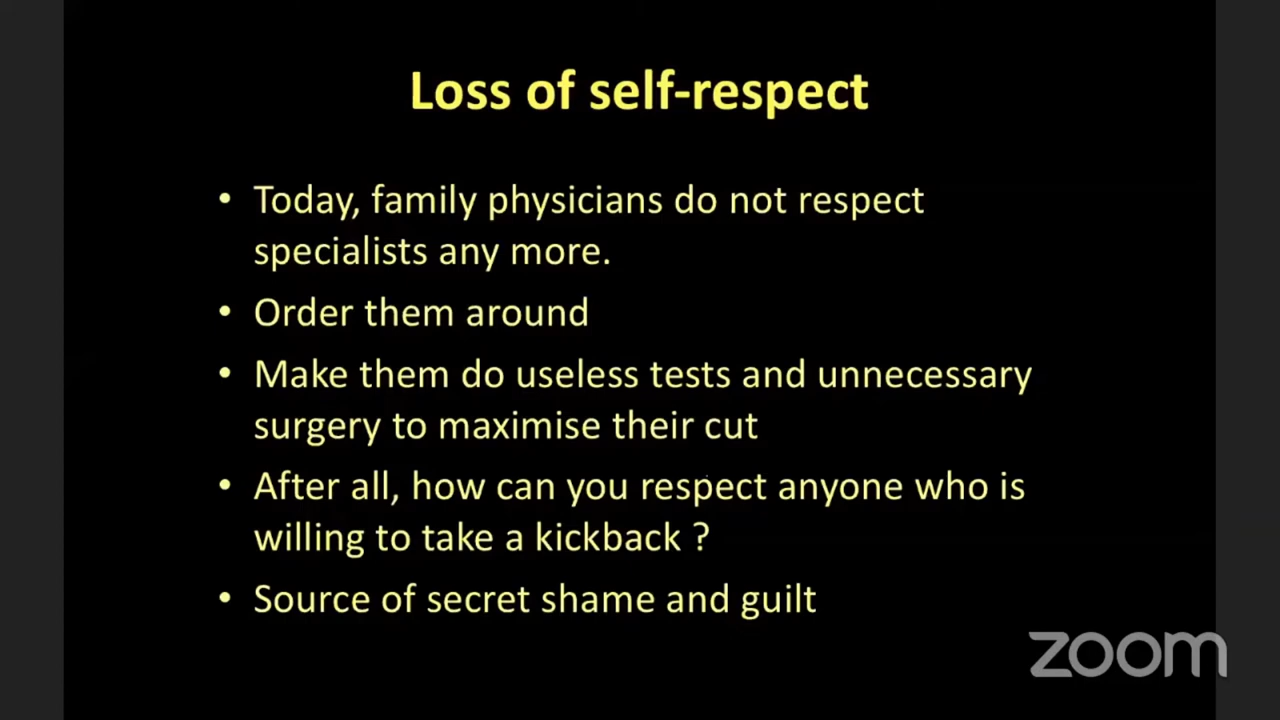 Loss of self-respect
• Today, family physicians do not respect
specialists any more.
• Order them around
• Make them do useless tests and unnecessary
surgery to maximise their cut
• After all, how can you respect anyone who is
willing to take a kickback ?
• Source of secret shame and guilt
zoom